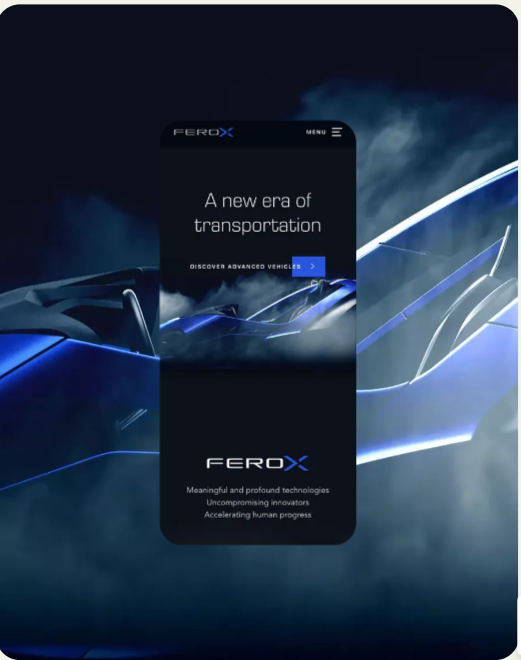 FEROX
MENU
A new era of
transportation
DISCOVER ADVANCED VEHICLES
FEROX
Meaningful and profound technologies
Uncompromising innovators
Accelerating human progress